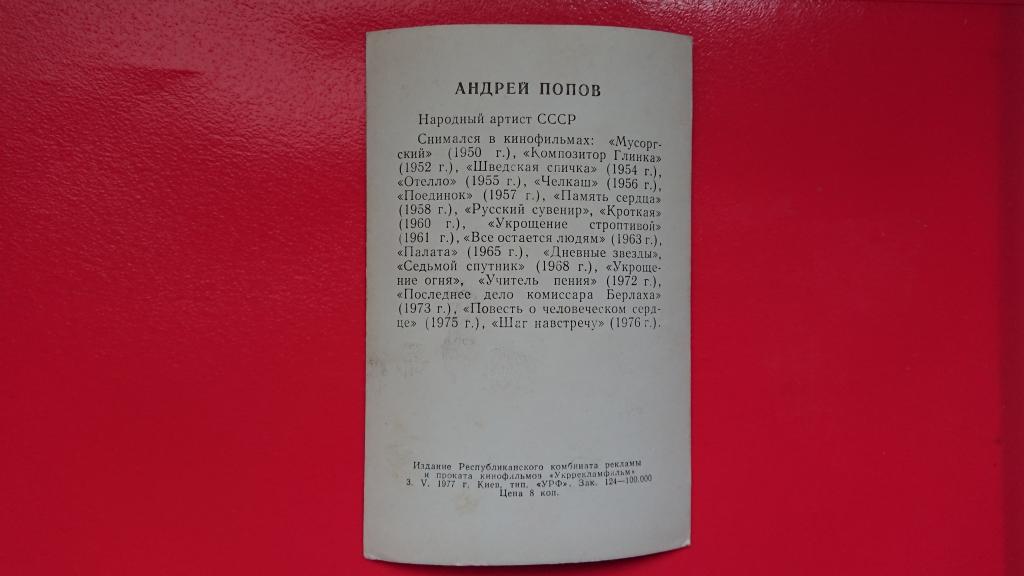 АНДРЕЙ ПОПОВ
Народный артист СССР
Снимался в кинофильмах: «Мусорг-
ский» (1950 г.), «Композитор Глинка»
(1952 г.), «Шведская спичка» (1954 г.),
«Отелло» (1955 г.), «Челкаш» (1956 г.),
«Поединок» (1957 г.), «Память сердца»
(1958 г.), «Русский сувенир», «Кроткая»
(1960 г.), «Укрощение строптивой»
(1961 г.), «Все остается людям» (1963 г.),
«Палата» (1965 г.), «Дневные звезды»,
«Седьмой спутник» (1968 г.), «Укроще-
ние огня», «Учитель пения» (1972 г.),
«Последнее дело комиссара Берлаха»
(1973 г.), «Повесть о человеческом серд-
це» (1975 г.), «Шаг навстречу» (1976 г.).
Издание Республиканского комбината рекламы
и проката кинофильмов «Укррекламфильм»
3. V. 1977 г. Киев, тип. «УРФ». Зак. 124—100.000
Цена 8 коп.